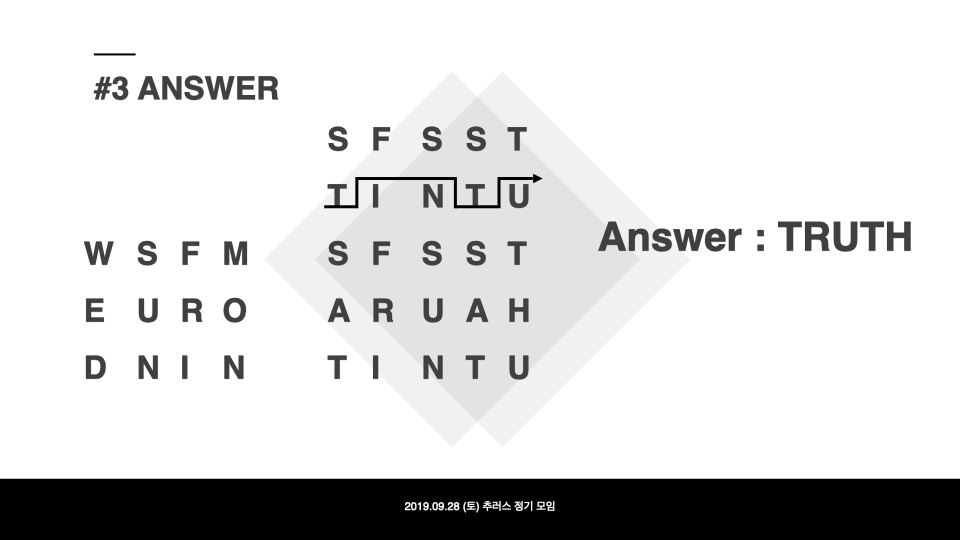 #3 ANSWER
S F S S T
T I N T U
Answer : TRUTH
W S F M S F S S T
E U R O A R U A H
D N I N T I N T U
2019.09.28 (토) 추러스 정기 모임